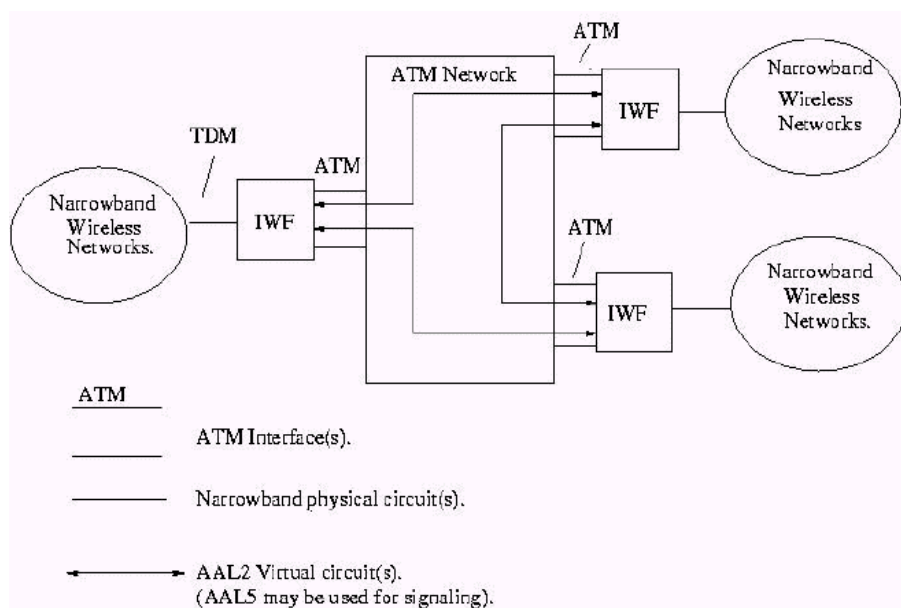 ATM
ATM Network
Narrowband
Wireless
Networks
IWF
TDM
ATM
Narrowband
Wireless
Networks.
IWF
ATM
Narrowband
Wireless
Networks.
IWF
ATM
ATM Interface(s).
Narrowband physical circuit(s).
AAL2 Virtual circuit(s).
(AAL5 may be used for signaling).